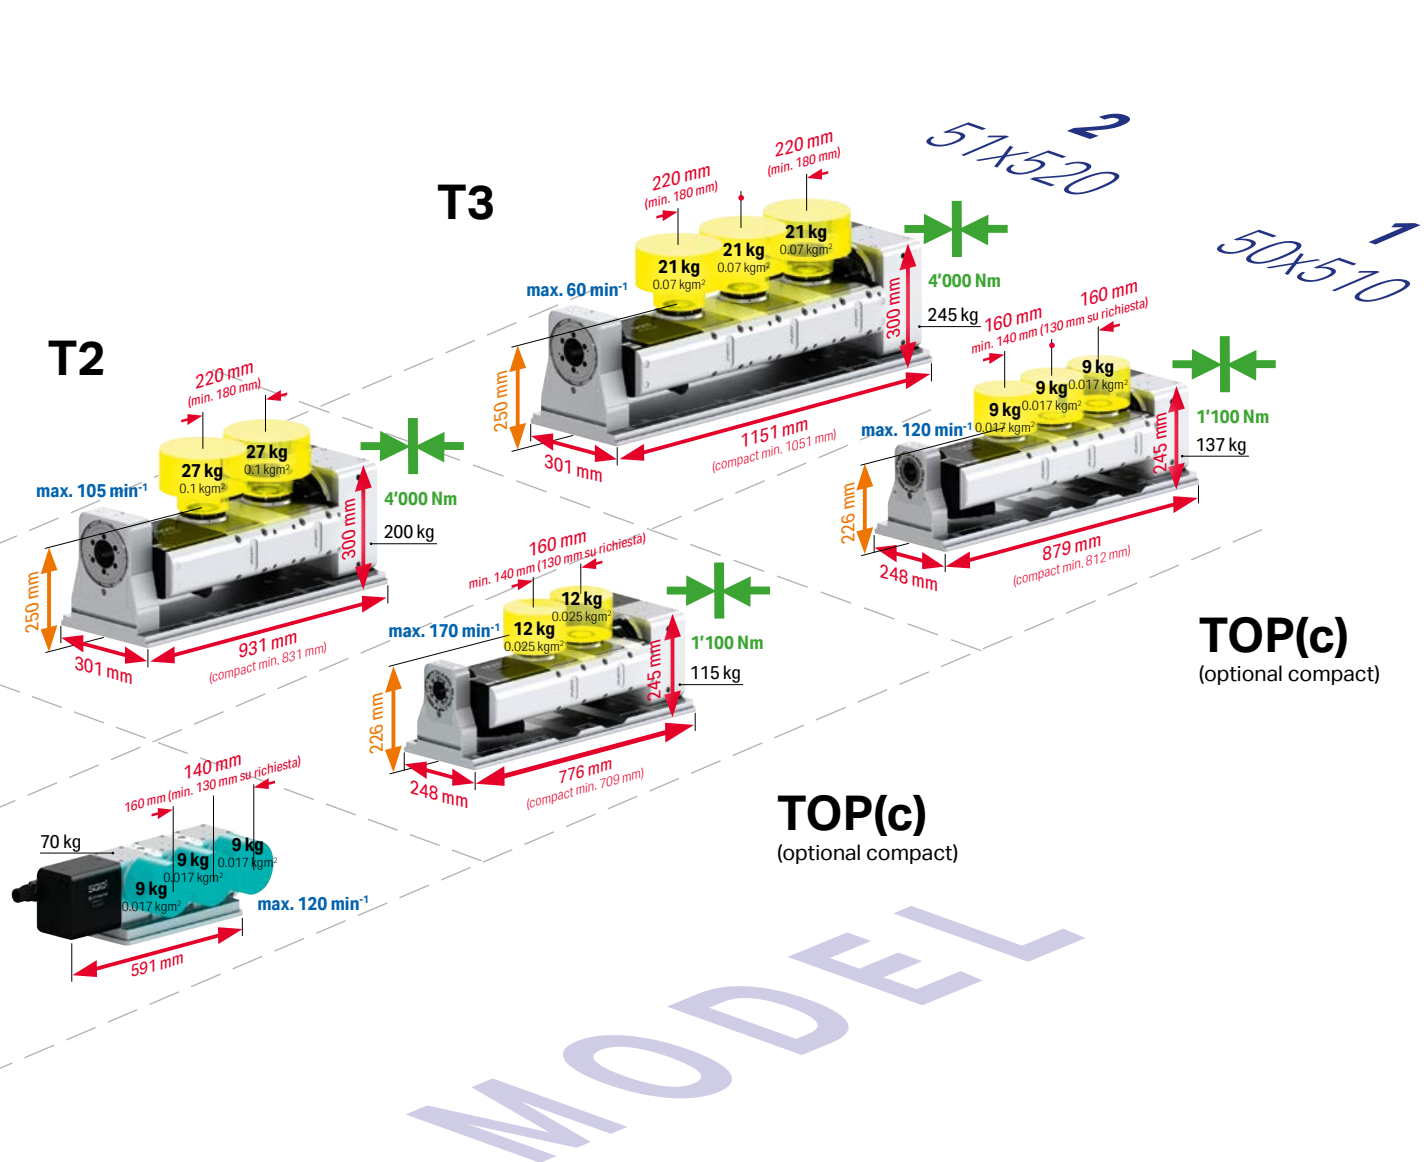 2
51x520
1
50x510
T3
220 mm
(min. 180 mm)
220 mm
(min. 180 mm)
21 kg
0.07 kgm²
21 kg
0.07 kgm²
21 kg
0.07 kgm²
max. 60 min⁻¹
4’000 Nm
300 mm
245 kg
250 mm
301 mm
1151 mm
(compact min. 1051 mm)
160 mm
160 mm
min. 140 mm (130 mm su richiesta)
9 kg
0.017 kgm²
9 kg
0.017 kgm²
9 kg
0.017 kgm²
max. 120 min⁻¹
1’100 Nm
245 mm
137 kg
226 mm
248 mm
879 mm
(compact min. 812 mm)
TOP(c)
(optional compact)
T2
220 mm
(min. 180 mm)
27 kg
0.1 kgm²
27 kg
0.1 kgm²
max. 105 min⁻¹
4’000 Nm
300 mm
200 kg
250 mm
301 mm
931 mm
(compact min. 831 mm)
160 mm
min. 140 mm (130 mm su richiesta)
12 kg
0.025 kgm²
12 kg
0.025 kgm²
max. 170 min⁻¹
1’100 Nm
245 mm
115 kg
226 mm
248 mm
776 mm
(compact min. 709 mm)
TOP(c)
(optional compact)
140 mm
160 mm (min. 130 mm su richiesta)
70 kg
9 kg
0.017 kgm²
9 kg
0.017 kgm²
9 kg
0.017 kgm²
max. 120 min⁻¹
591 mm
MODEL